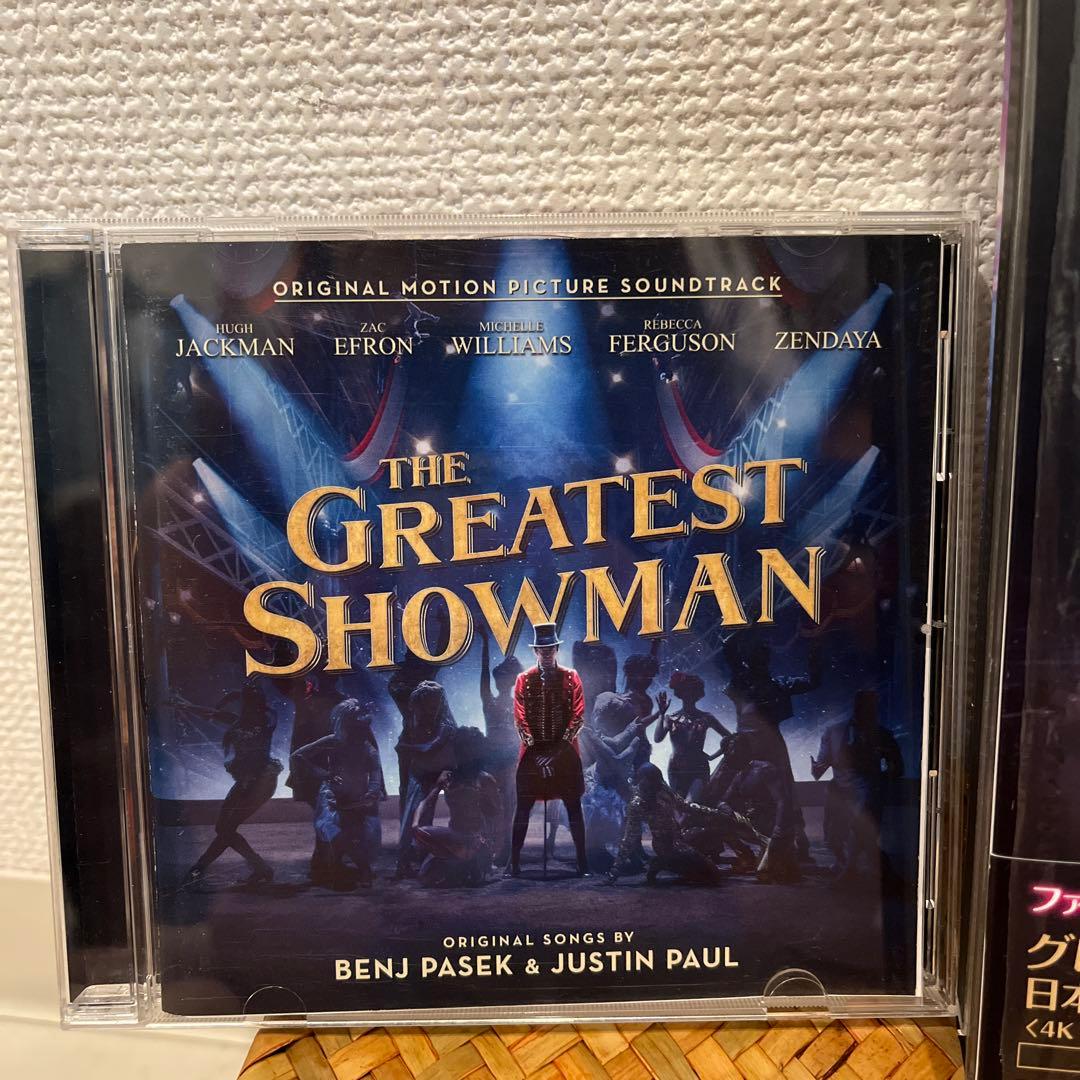 ORIGINAL MOTION PICTURE SOUNDTRACK
HUGH JACKMAN
ZAC EFRON
MICHELLE WILLIAMS
REBECCA FERGUSON
ZENDAYA
THE
GREATEST
SHOWMAN
ORIGINAL SONGS BY
BENJ PASEK & JUSTIN PAUL
ファ
グ
日本
<4K